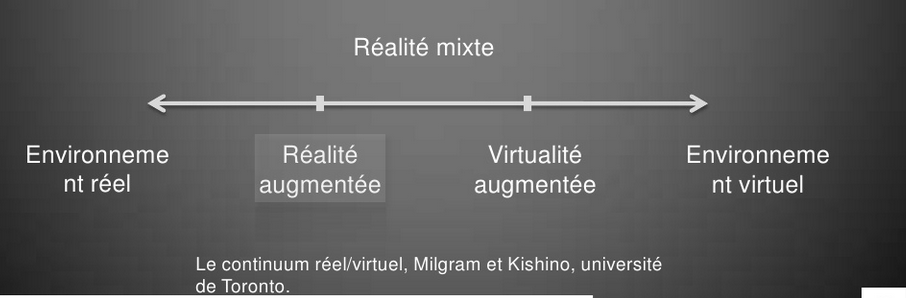 Réalité mixte
Environneme
nt réel
Réalité
augmentée
Virtualité
augmentée
Environneme
nt virtuel
Le continuum réel/virtuel, Milgram et Kishino, université
de Toronto.